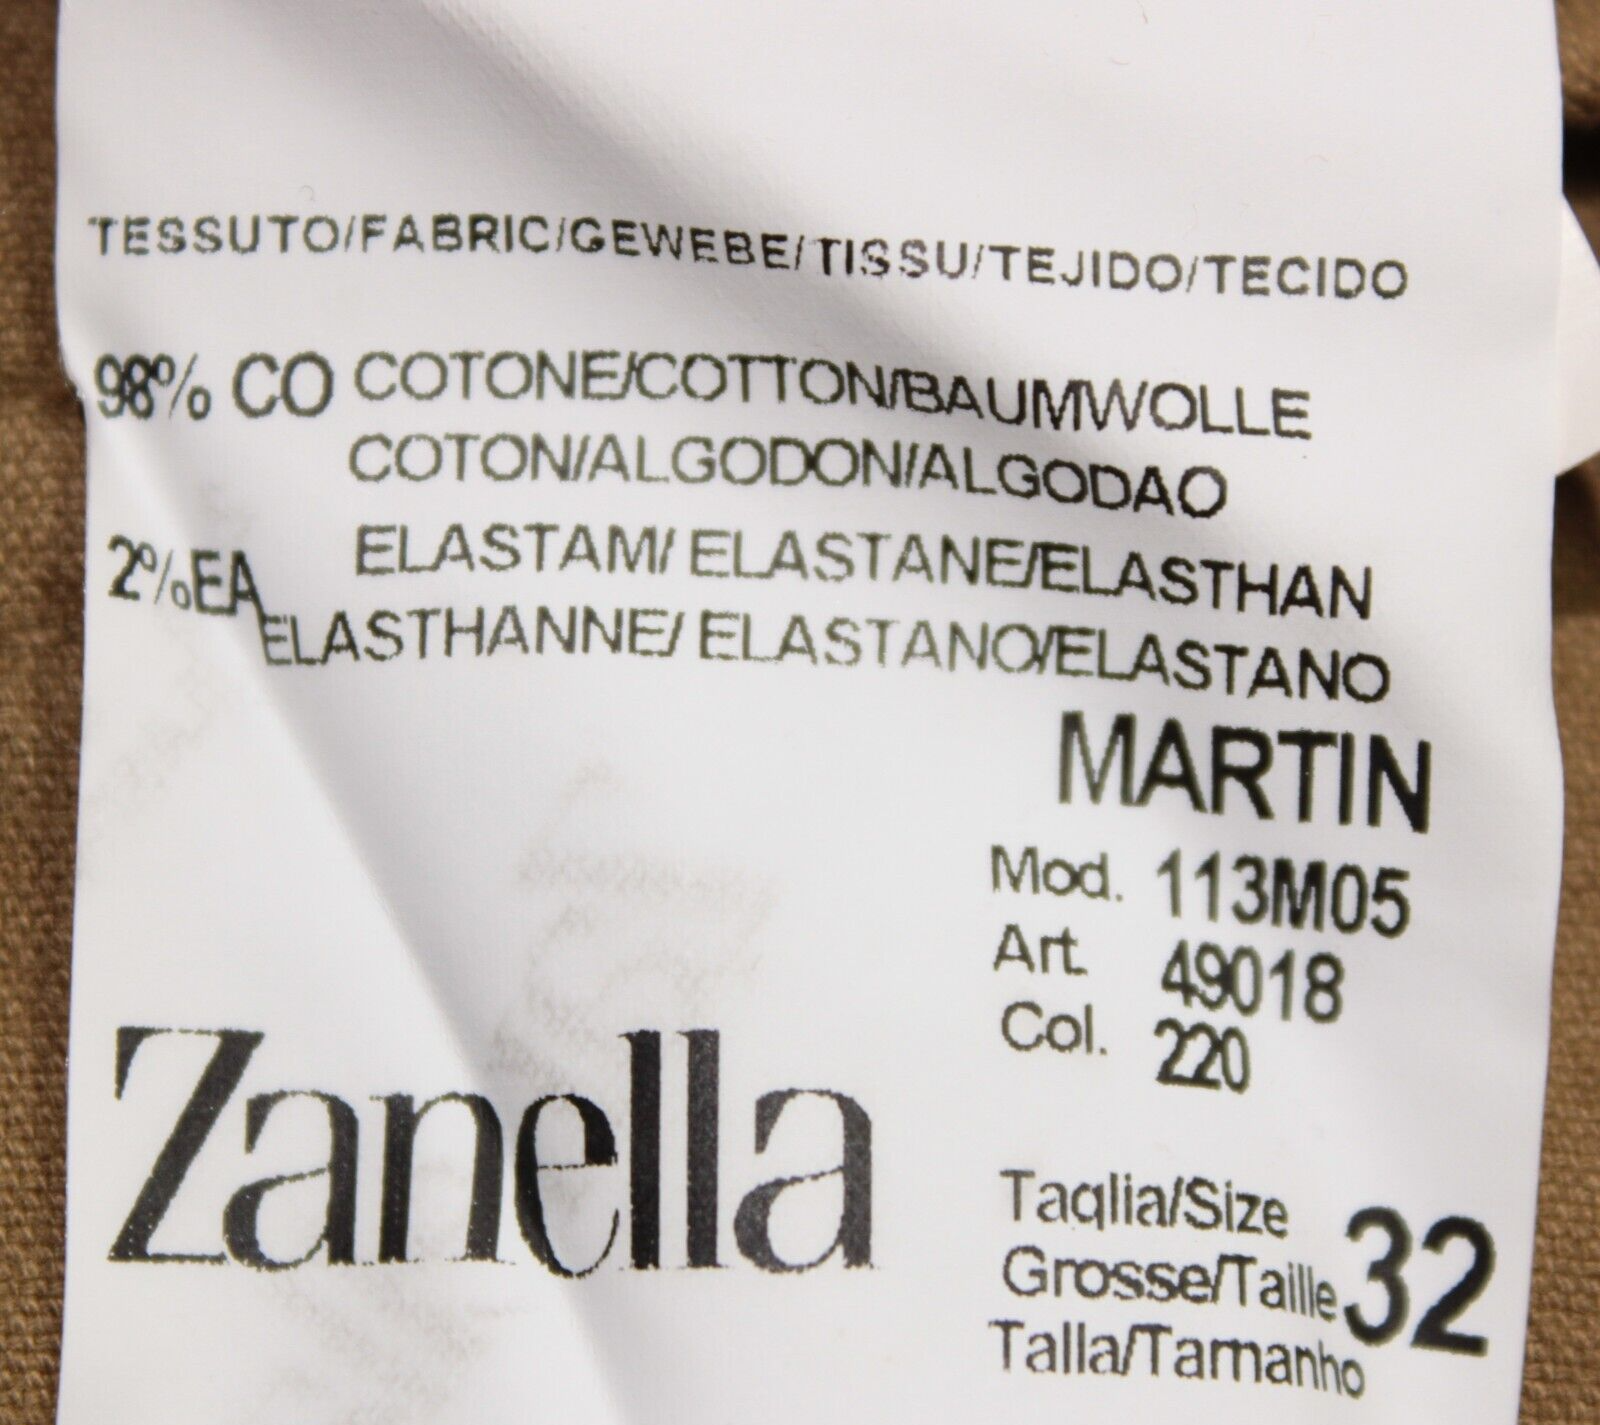 TESSUTO/FABRIC/GEWEBE/TISSU/TEJIDO/TECIDO
98% CO COTONE/COTTON/BAUMWOLLE
COTON/ALGODON/ALGODAO
2%EA ELASTAM/ ELASTANE/ELASTHAN
ELASTHANNE/ ELASTANO/ELASTANO
MARTIN
Mod. 113M05
Art. 49018
Col. 220
Zanella
Taglia/Size
Grosse/Taille 32
Talla/Tamanho